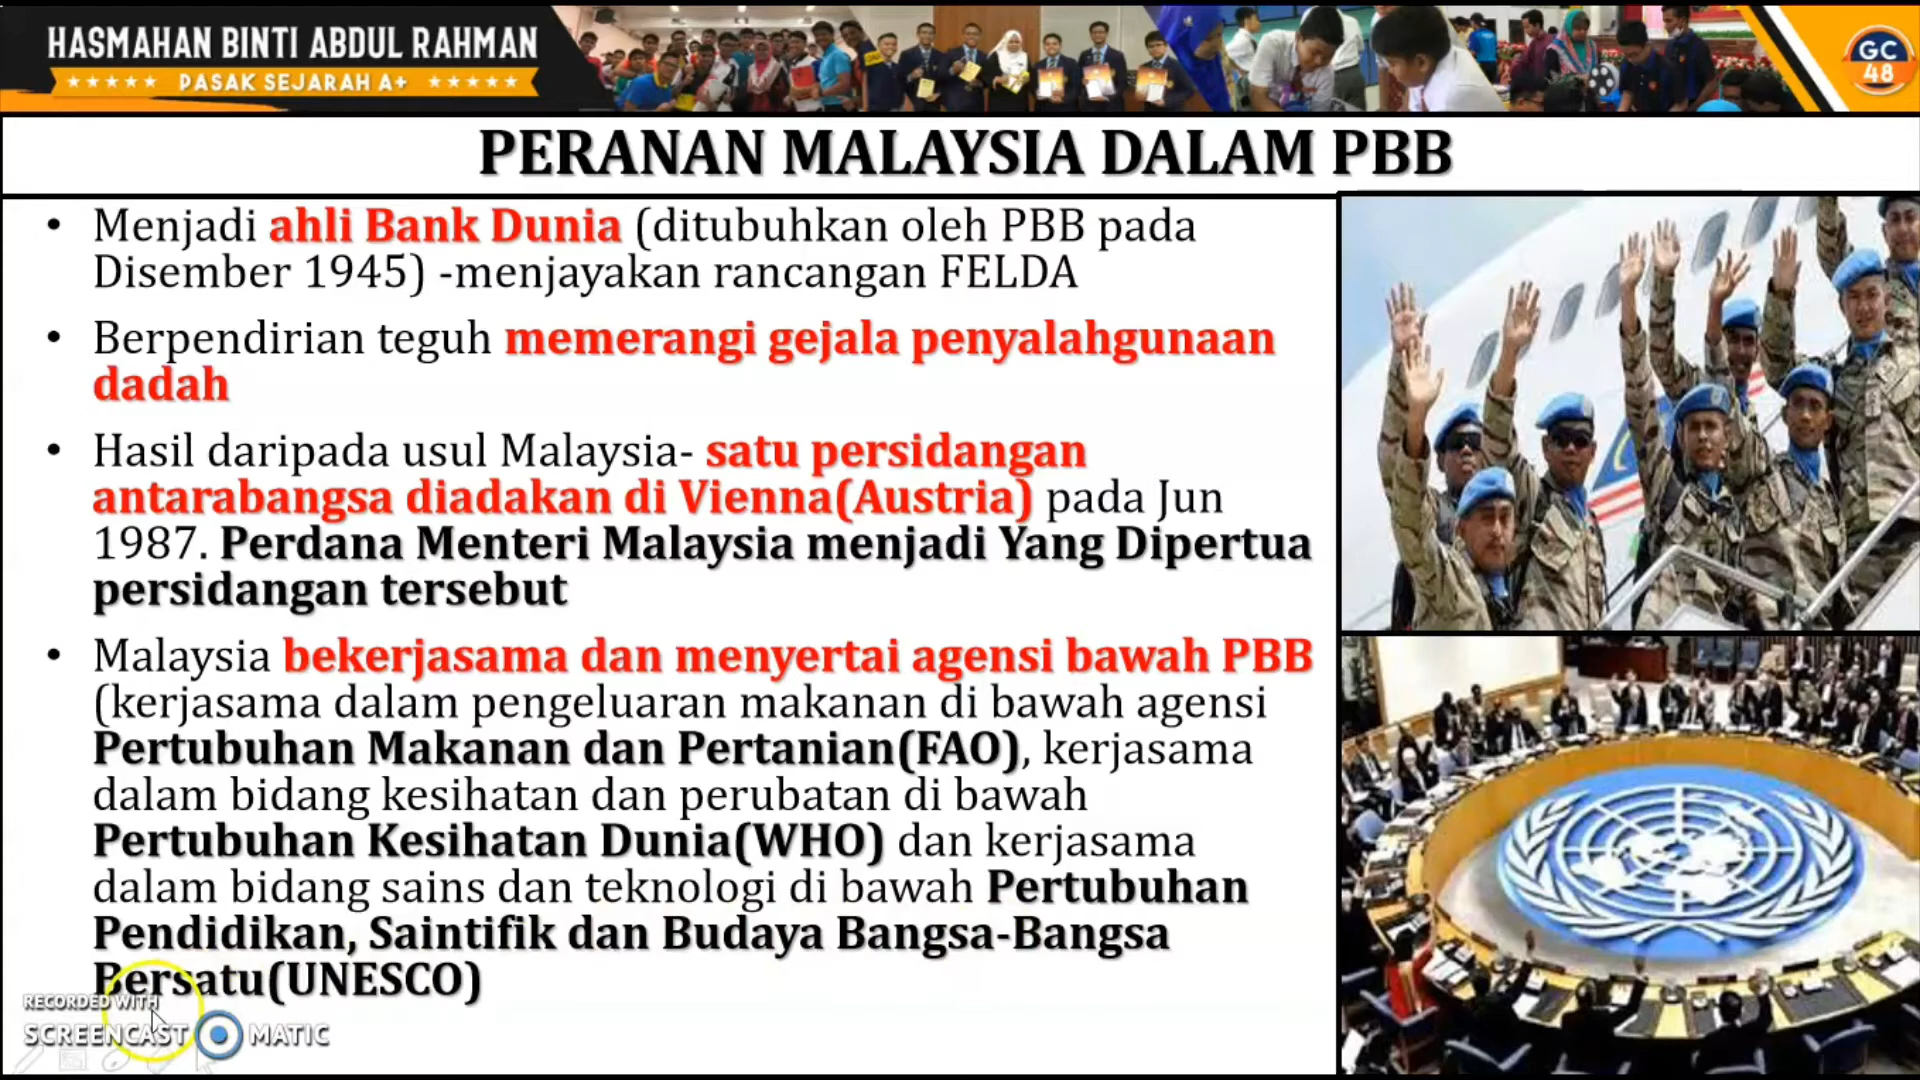 HASMAHAN BINTI ABDUL RAHMAN
PASAK SEJARAH A+
GC
48
PERANAN MALAYSIA DALAM PBB
• Menjadi ahli Bank Dunia (ditubuhkan oleh PBB pada
Disember 1945) -menjayakan rancangan FELDA
• Berpendirian teguh memerangi gejala penyalahgunaan
dadah
• Hasil daripada usul Malaysia- satu persidangan
antarabangsa diadakan di Vienna(Austria) pada Jun
1987. Perdana Menteri Malaysia menjadi Yang Dipertua
persidangan tersebut
• Malaysia bekerjasama dan menyertai agensi bawah PBB
(kerjasama dalam pengeluaran makanan di bawah agensi
Pertubuhan Makanan dan Pertanian(FAO), kerjasama
dalam bidang kesihatan dan perubatan di bawah
Pertubuhan Kesihatan Dunia(WHO) dan kerjasama
dalam bidang sains dan teknologi di bawah Pertubuhan
Pendidikan, Saintifik dan Budaya Bangsa-Bangsa
Bersatu(UNESCO)
RECORDED WITH
SCREENCAST MATIC